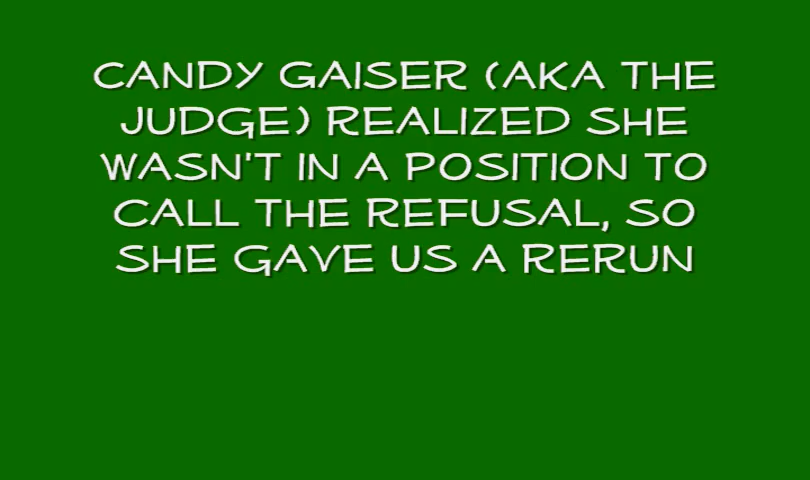 CANDY GAISER (AKA THE
JUDGE) REALIZED SHE
WASN'T IN A POSITION TO
CALL THE REFUSAL, SO
SHE GAVE US A RERUN